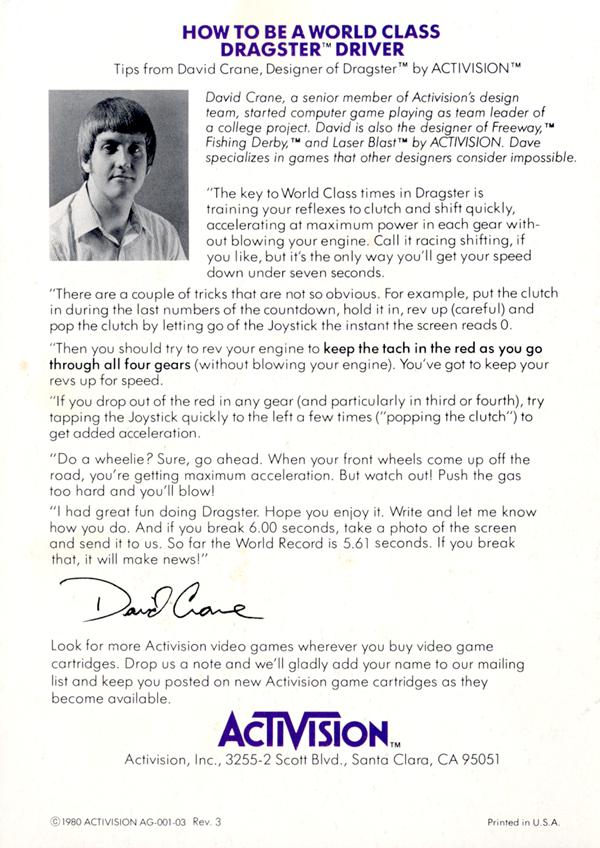 HOW TO BE A WORLD CLASS
DRAGSTER™ DRIVER
Tips from David Crane, Designer of Dragster™ by ACTIVISION™
David Crane, a senior member of Activision's design
team, started computer game playing as team leader of
a college project. David is also the designer of Freeway,™
Fishing Derby,™ and Laser Blast™ by ACTIVISION. Dave
specializes in games that other designers consider impossible.
"The key to World Class times in Dragster is
training your reflexes to clutch and shift quickly,
accelerating at maximum power in each gear with-
out blowing your engine. Call it racing shifting, if
you like, but it's the only way you'll get your speed
down under seven seconds.
"There are a couple of tricks that are not so obvious. For example, put the clutch
in during the last numbers of the countdown, hold it in, rev up (careful) and
pop the clutch by letting go of the Joystick the instant the screen reads 0.
"Then you should try to rev your engine to keep the tach in the red as you go
through all four gears (without blowing your engine). You've got to keep your
revs up for speed.
"If you drop out of the red in any gear (and particularly in third or fourth), try
tapping the Joystick quickly to the left a few times ("popping the clutch") to
get added acceleration.
"Do a wheelie? Sure, go ahead. When your front wheels come up off the
road, you're getting maximum acceleration. But watch out! Push the gas
too hard and you'll blow!
"I had great fun doing Dragster. Hope you enjoy it. Write and let me know
how you do. And if you break 6.00 seconds, take a photo of the screen
and send it to us. So far the World Record is 5.61 seconds. If you break
that, it will make news!"
David Crane
Look for more Activision video games wherever you buy video game
cartridges. Drop us a note and we'll gladly add your name to our mailing
list and keep you posted on new Activision game cartridges as they
become available.
ACTIVISION™
Activision, Inc., 3255-2 Scott Blvd., Santa Clara, CA 95051
©1980 ACTIVISION AG-001-03 Rev. 3
Printed in U.S.A.